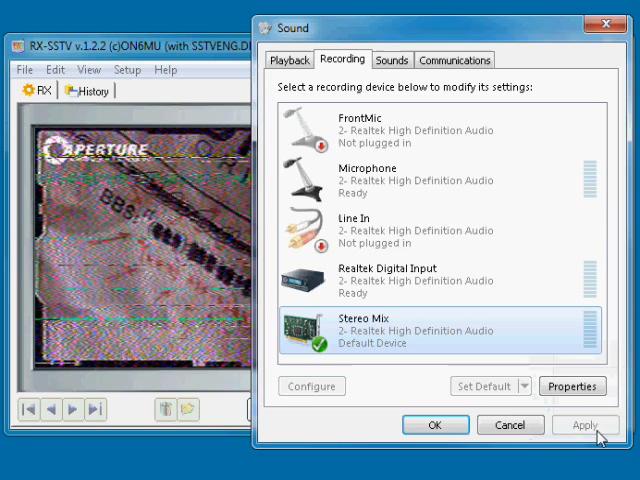 RX-SSTV v.1.2.2 (c)ON6MU (with SSTVENG.D
File Edit View Setup Help
RX History
APERTURE
BBS:
Sound
Playback Recording Sounds Communications
Select a recording device below to modify its settings:
FrontMic
2- Realtek High Definition Audio
Not plugged in
Microphone
2- Realtek High Definition Audio
Ready
Line In
2- Realtek High Definition Audio
Not plugged in
Realtek Digital Input
2- Realtek High Definition Audio
Ready
Stereo Mix
2- Realtek High Definition Audio
Default Device
Configure Set Default Properties
OK Cancel Apply